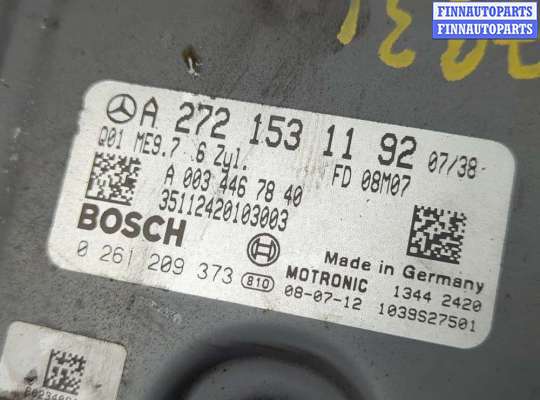 FINNAUTOPARTS
FINNAUTOPARTS
A 272 153 11 92 07/38
Q01 ME9.7 6 Zyl. FD 08M07
A 003 446 78 40
35112420103003
BOSCH
Made in Germany
0 261 209 373 810 MOTRONIC 1344 2420
08-07-12 1039S27501